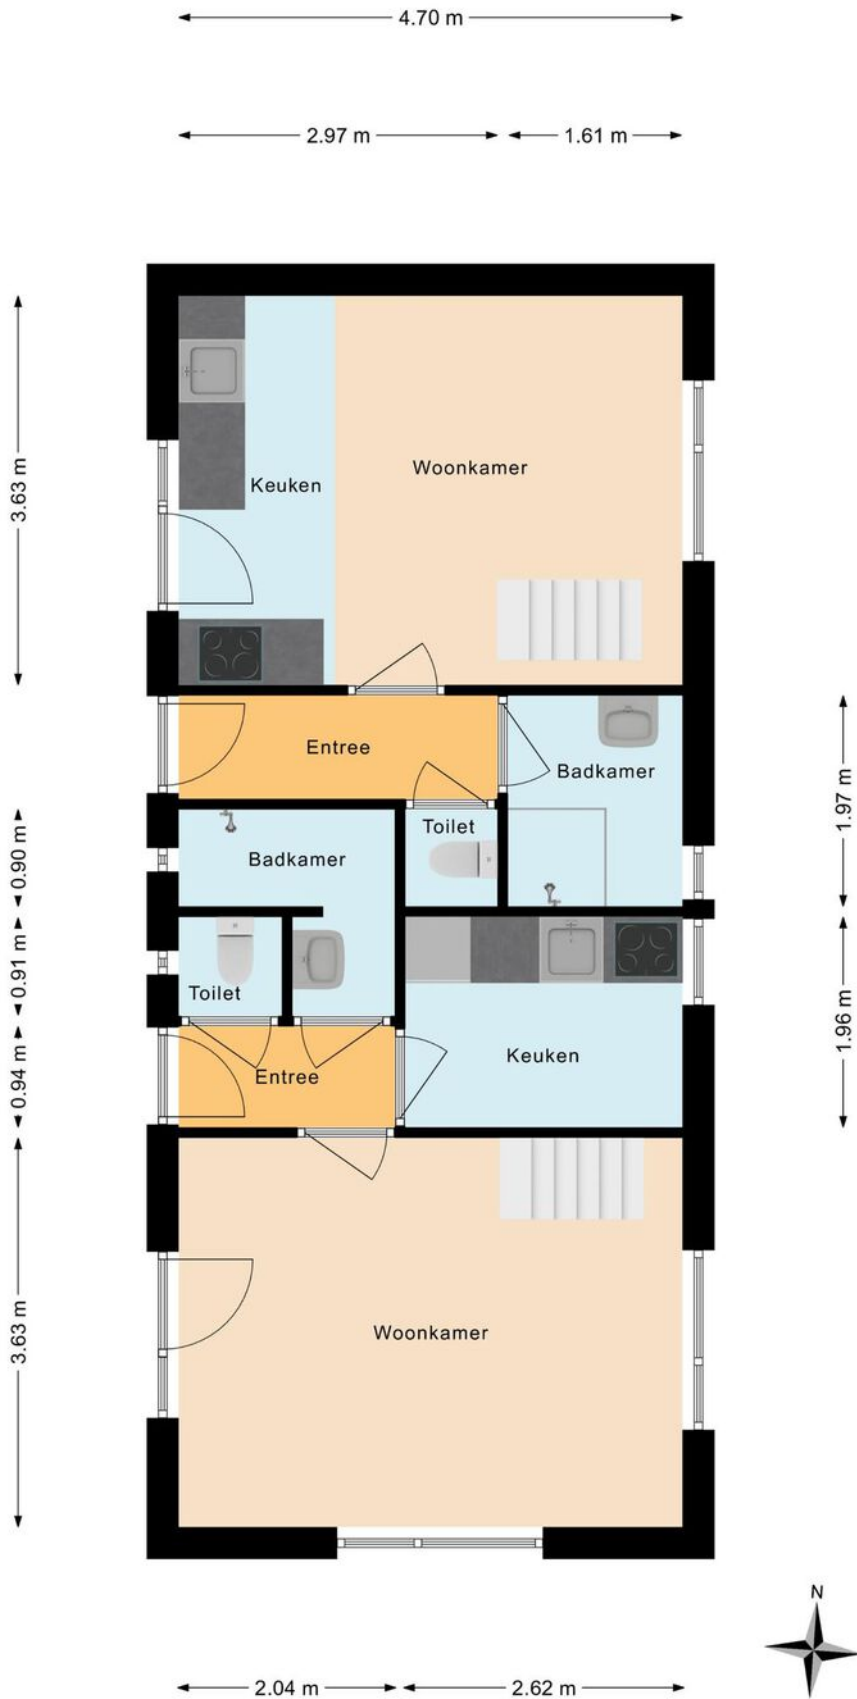 4.70 m
2.97 m
1.61 m
3.63 m
Keuken
Woonkamer
Entree
Badkamer
1.97 m
0.90 m
Toilet
Badkamer
0.91 m
Toilet
1.96 m
0.94 m
Entree
Keuken
3.63 m
Woonkamer
N
2.04 m
2.62 m